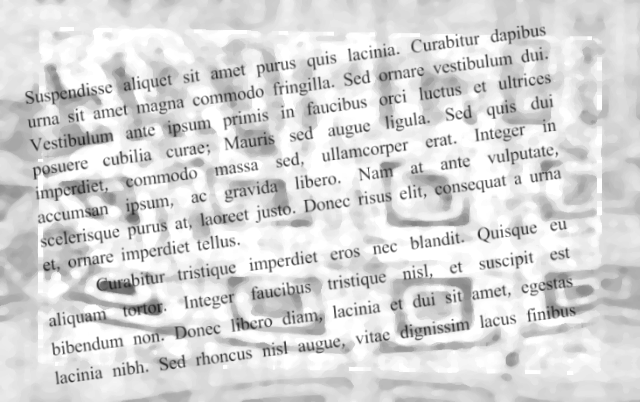 Suspendisse aliquet sit amet purus quis lacinia. Curabitur dapibus
urna sit amet magna commodo fringilla. Sed ornare vestibulum dui.
Vestibulum ante ipsum primis in faucibus orci luctus et ultrices
posuere cubilia curae; Mauris sed augue ligula. Sed quis dui
imperdiet, commodo massa sed, ullamcorper erat. Integer in
accumsan ipsum, ac gravida libero. Nam at ante vulputate,
scelerisque purus at, laoreet justo. Donec risus elit, consequat a urna
et, ornare imperdiet tellus.
Curabitur tristique imperdiet eros nec blandit. Quisque eu
aliquam tortor. Integer faucibus tristique nisl, et suscipit est
bibendum non. Donec libero diam, lacinia et dui sit amet, egestas
lacinia nibh. Sed rhoncus nisl augue, vitae dignissim lacus finibus